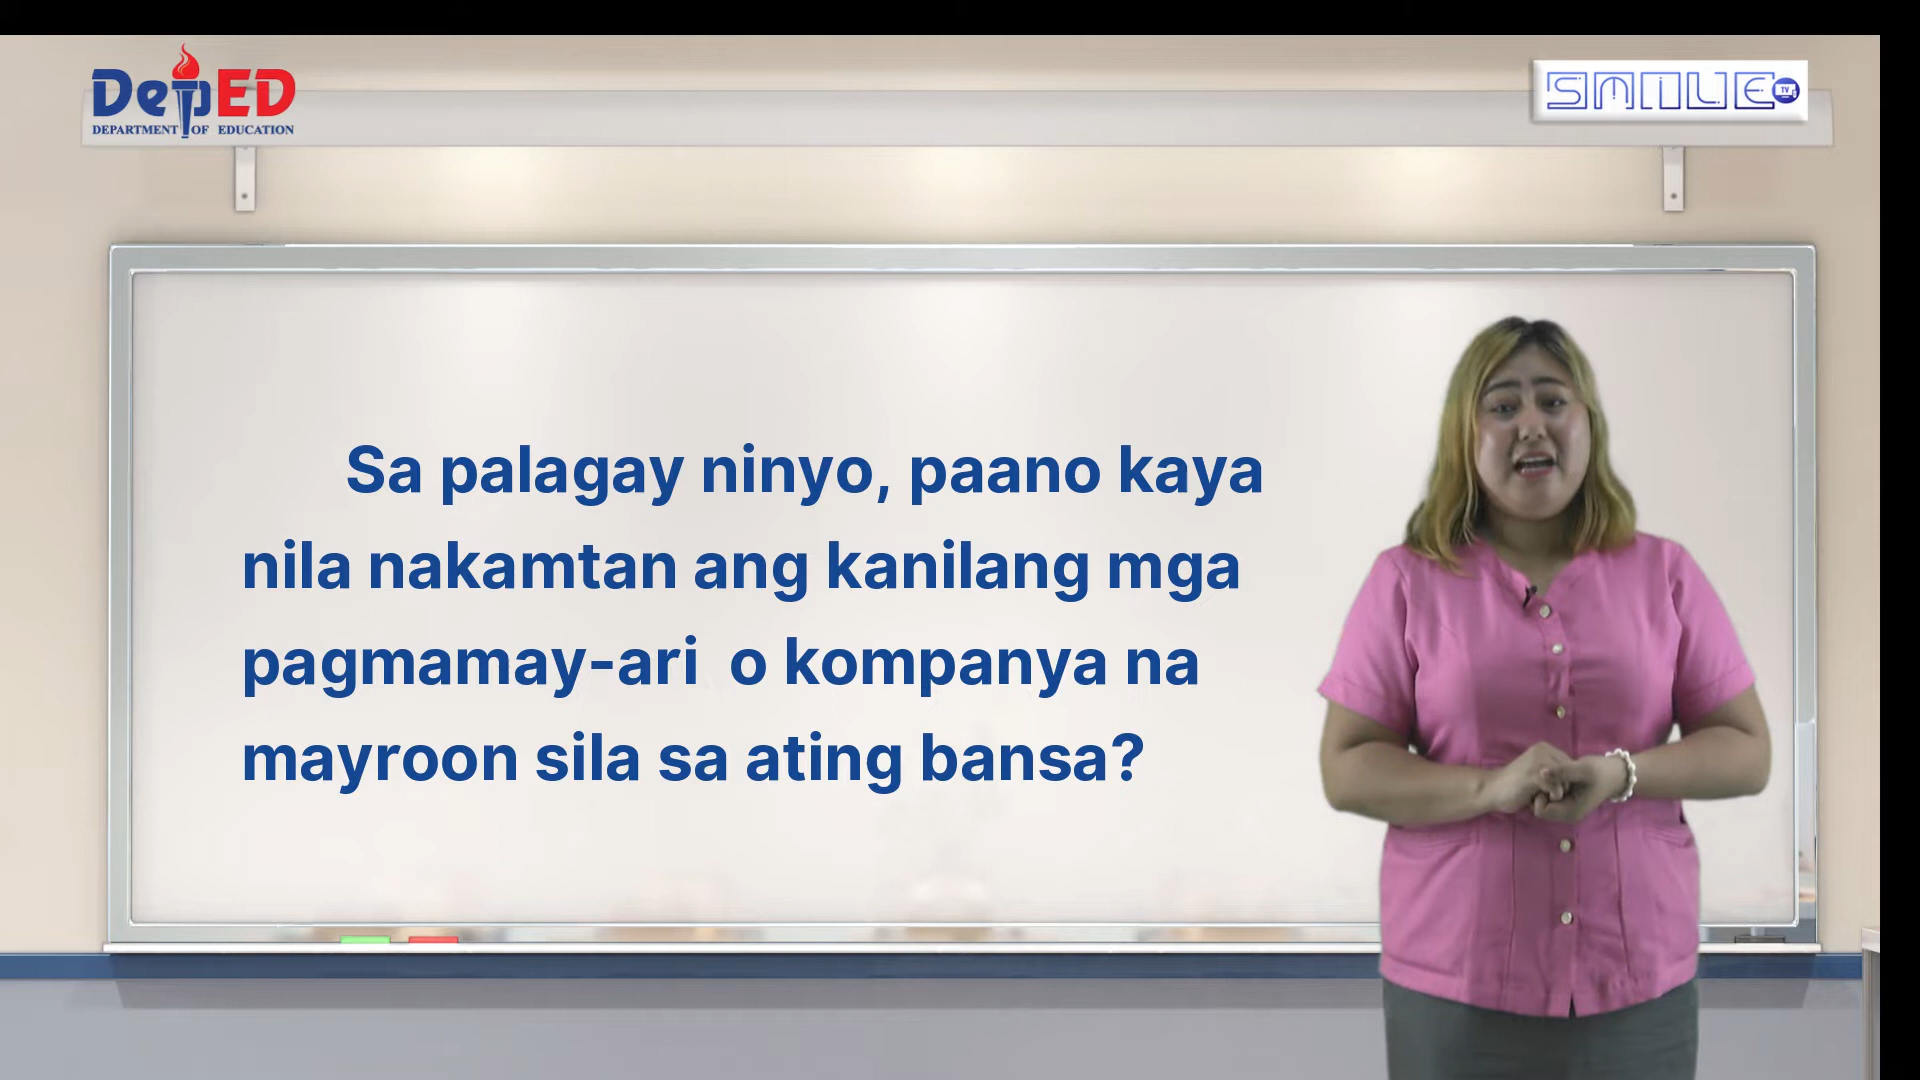 DepED
DEPARTMENT OF EDUCATION
SMILE TV
Sa palagay ninyo, paano kaya
nila nakamtan ang kanilang mga
pagmamay-ari o kompanya na
mayroon sila sa ating bansa?